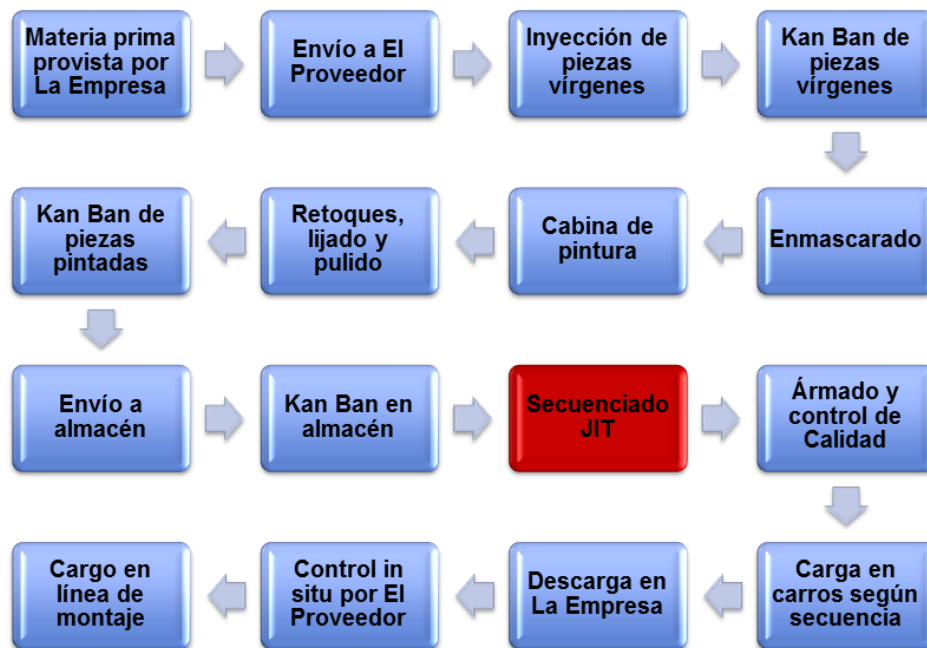 Materia prima
provista por
La Empresa
Envío a El
Proveedor
Inyección de
piezas
vírgenes
Kan Ban de
piezas
vírgenes
Enmascarado
Cabina de
pintura
Retoques,
lijado y
pulido
Kan Ban de
piezas
pintadas
Envío a
almacén
Kan Ban en
almacén
Secuenciado
JIT
Ármado y
control de
Calidad
Carga en
carros según
secuencia
Descarga en
La Empresa
Control in
situ por El
Proveedor
Cargo en
línea de
montaje